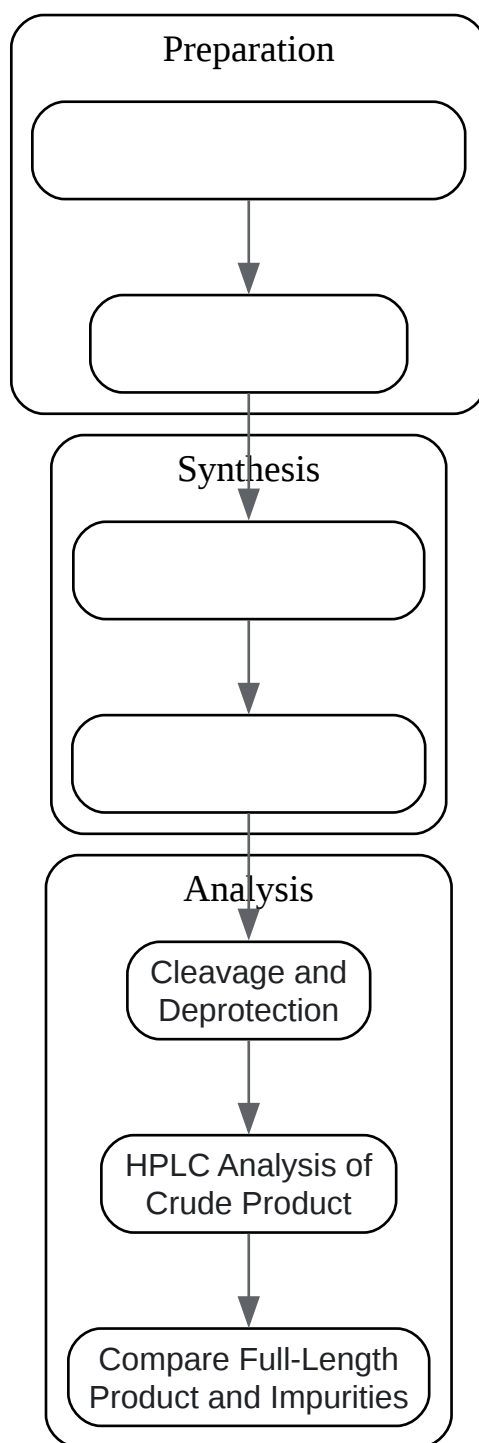 Preparation
Synthesis
Analysis
Cleavage and
Deprotection
HPLC Analysis of
Crude Product
Compare Full-Length
Product and Impurities